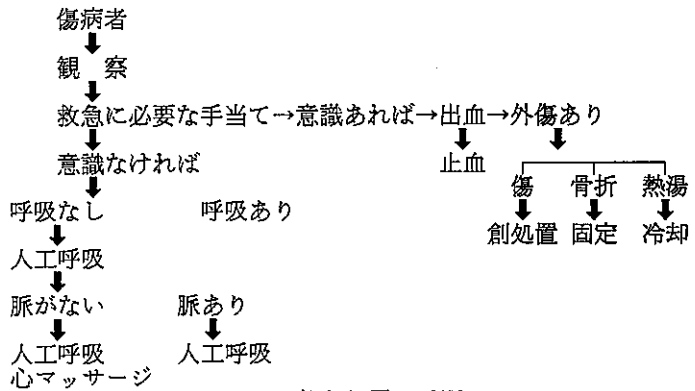 傷病者
観 察
救急に必要な手当て→意識あれば→出血→外傷あり
意識なければ 止血
傷 骨折 熱湯
呼吸なし 呼吸あり
創処置 固定 冷却
人工呼吸
脈がない 脈あり
人工呼吸 人工呼吸
心マッサージ